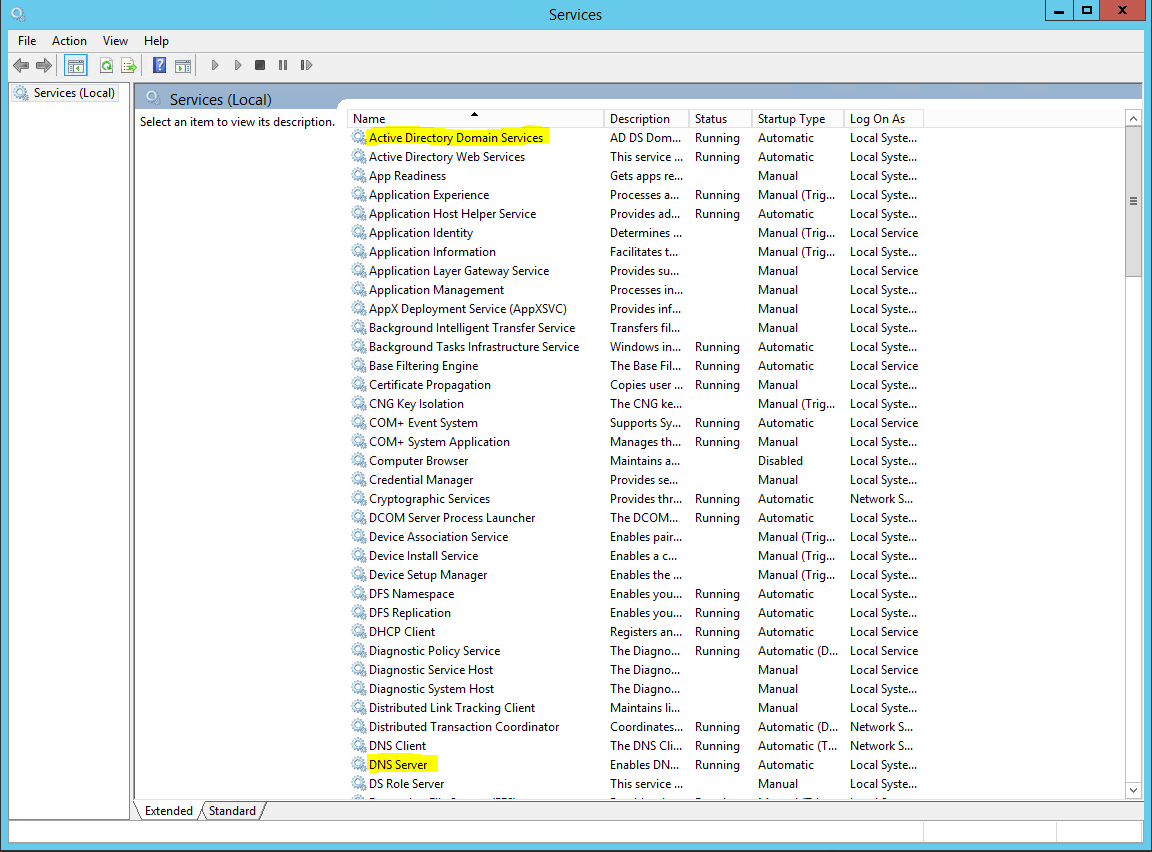 Services
File Action View Help
Services (Local)
Services (Local)
Select an item to view its description.
Name Description Status Startup Type Log On As
Active Directory Domain Services AD DS Dom... Running Automatic Local Syste...
Active Directory Web Services This service ... Running Automatic Local Syste...
App Readiness Gets apps re... Manual Local Syste...
Application Experience Processes a... Running Manual (Trig... Local Syste...
Application Host Helper Service Provides ad... Running Automatic Local Syste...
Application Identity Determines ... Manual (Trig... Local Service
Application Information Facilitates t... Manual (Trig... Local Syste...
Application Layer Gateway Service Provides su... Manual Local Service
Application Management Processes in... Manual Local Syste...
AppX Deployment Service (AppXSVC) Provides inf... Manual Local Syste...
Background Intelligent Transfer Service Transfers fil... Manual Local Syste...
Background Tasks Infrastructure Service Windows in... Running Automatic Local Syste...
Base Filtering Engine The Base Fil... Running Automatic Local Service
Certificate Propagation Copies user ... Running Manual Local Syste...
CNG Key Isolation The CNG ke... Manual (Trig... Local Syste...
COM+ Event System Supports Sy... Running Automatic Local Service
COM+ System Application Manages th... Running Manual Local Syste...
Computer Browser Maintains a... Disabled Local Syste...
Credential Manager Provides se... Manual Local Syste...
Cryptographic Services Provides thr... Running Automatic Network S...
DCOM Server Process Launcher The DCOM... Running Automatic Local Syste...
Device Association Service Enables pair... Manual (Trig... Local Syste...
Device Install Service Enables a c... Manual (Trig... Local Syste...
Device Setup Manager Enables the ... Manual (Trig... Local Syste...
DFS Namespace Enables you... Running Automatic Local Syste...
DFS Replication Enables you... Running Automatic Local Syste...
DHCP Client Registers an... Running Automatic Local Service
Diagnostic Policy Service The Diagno... Running Automatic (D... Local Service
Diagnostic Service Host The Diagno... Manual Local Service
Diagnostic System Host The Diagno... Manual Local Syste...
Distributed Link Tracking Client Maintains li... Manual Local Syste...
Distributed Transaction Coordinator Coordinates... Running Automatic (D... Network S...
DNS Client The DNS Cli... Running Automatic (T... Network S...
DNS Server Enables DN... Running Automatic Local Syste...
DS Role Server This service ... Manual Local Syste...
Extended Standard